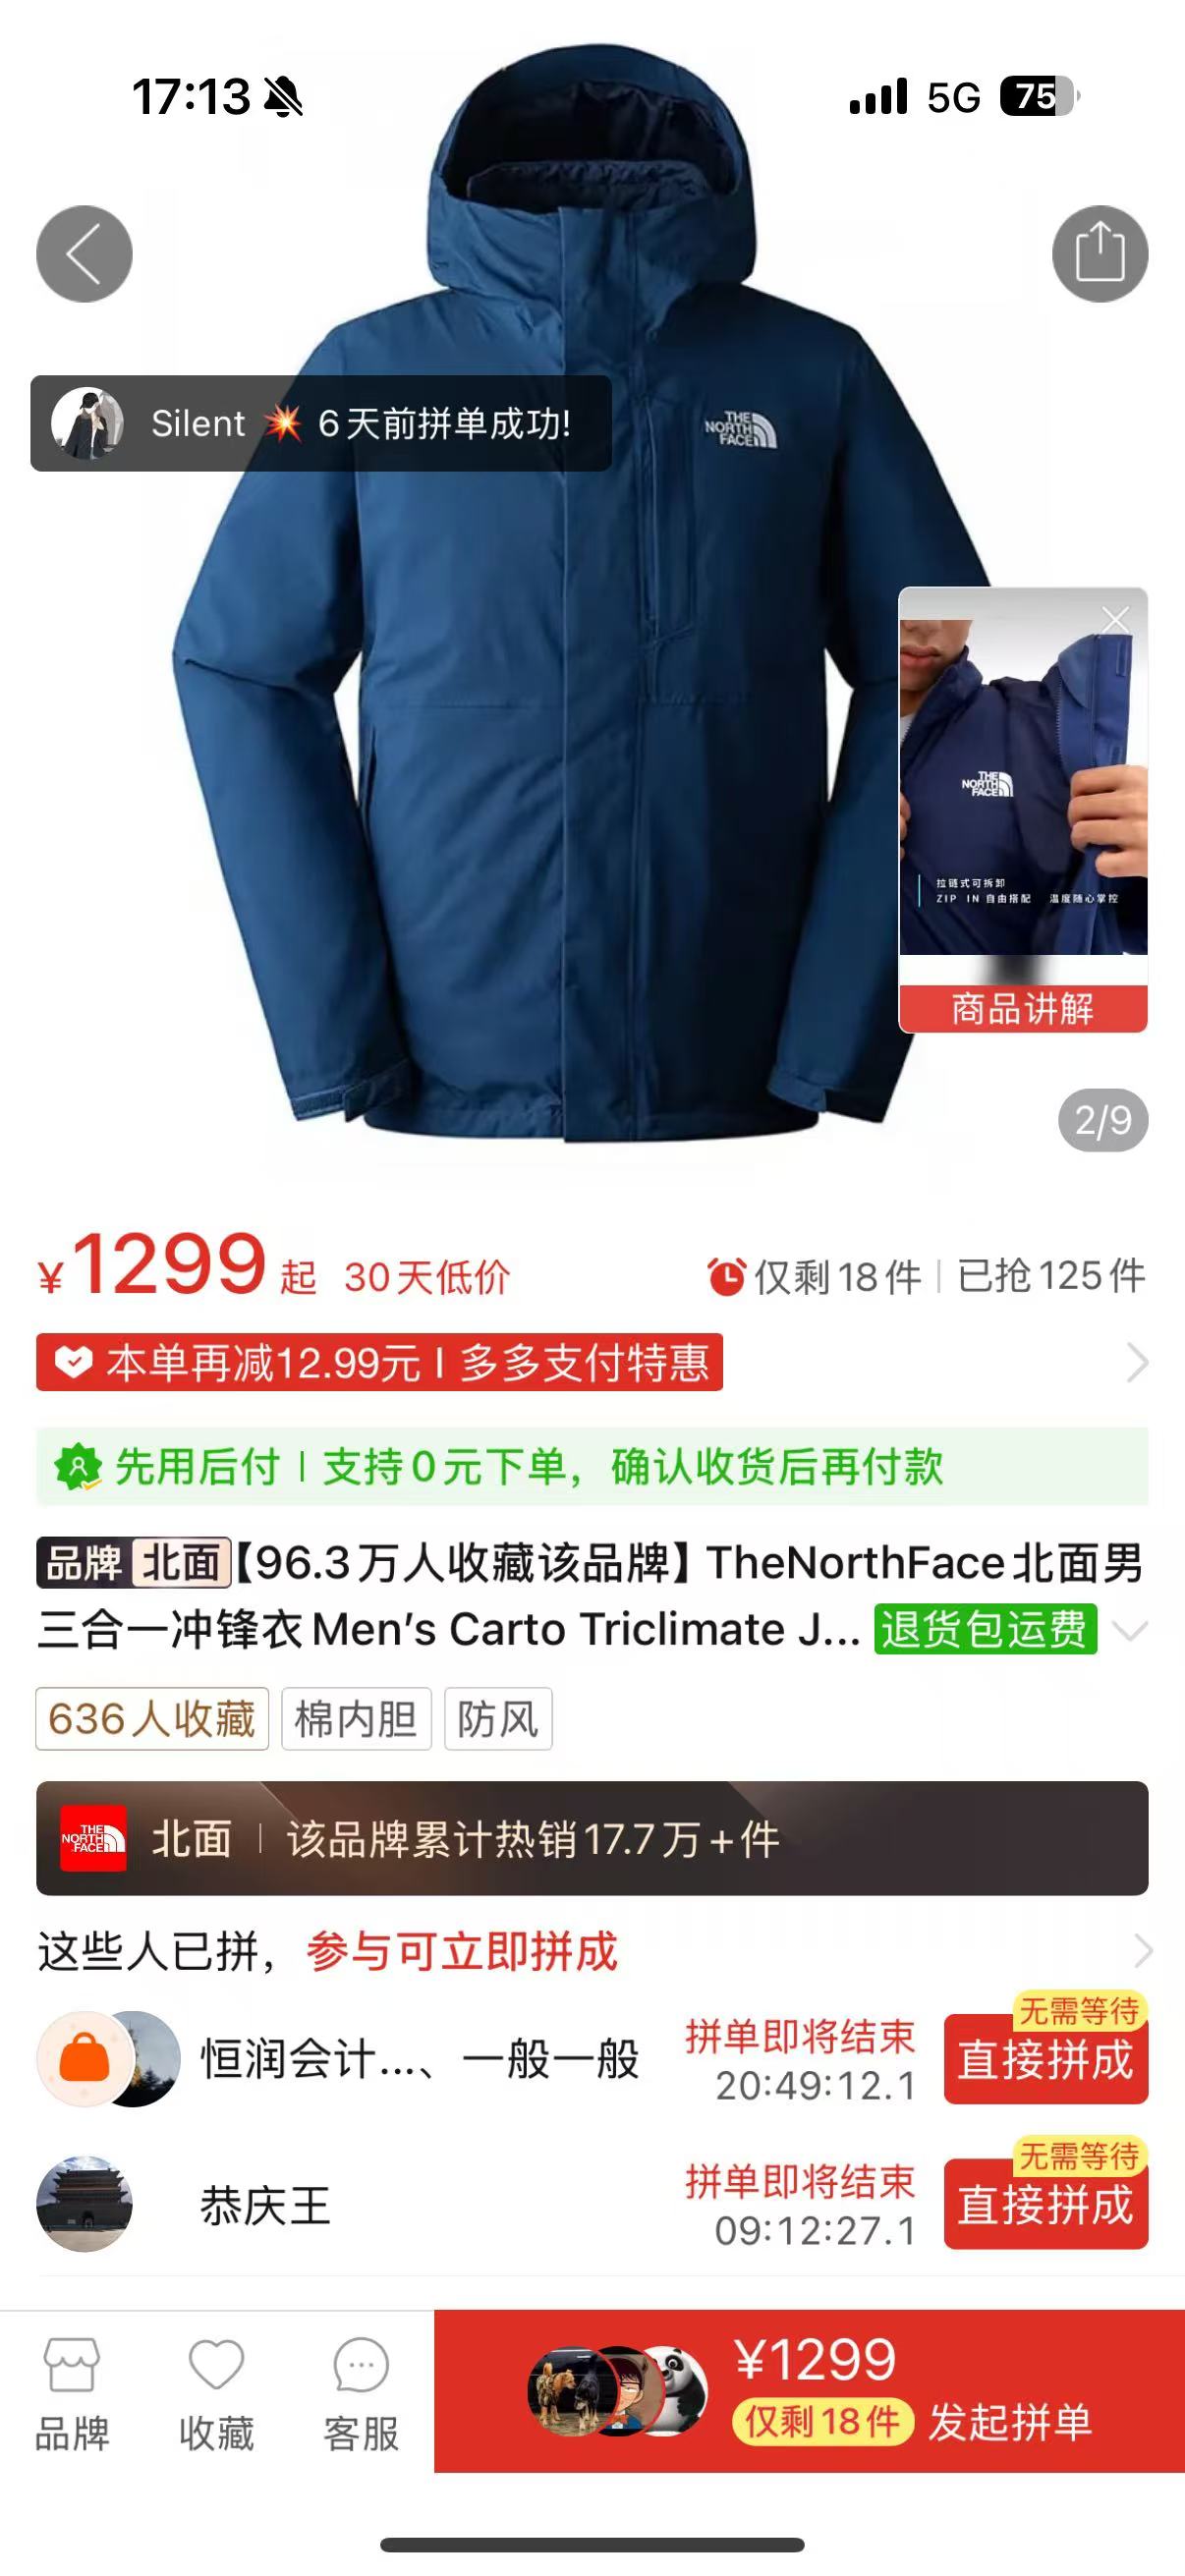 17:13
5G 75
Silent 💥 6天前拼单成功!
THE
NORTH
FACE
THE
NORTH
FACE
拉链式可拆卸
ZIP IN 自由搭配 温度随心掌控
商品讲解
2/9
¥1299起 30天低价
仅剩18件 | 已抢125件
本单再减12.99元 | 多多支付特惠
先用后付 | 支持0元下单，确认收货后再付款
品牌 北面【96.3万人收藏该品牌】TheNorthFace北面男
三合一冲锋衣Men's Carto Triclimate J... 退货包运费
636人收藏 棉内胆 防风
THE
NORTH
FACE
北面 | 该品牌累计热销17.7万+件
这些人已拼，参与可立即拼成
恒润会计...、一般一般
拼单即将结束
20:49:12.1
无需等待
直接拼成
恭庆王
拼单即将结束
09:12:27.1
无需等待
直接拼成
品牌
收藏
客服
¥1299
仅剩18件 发起拼单